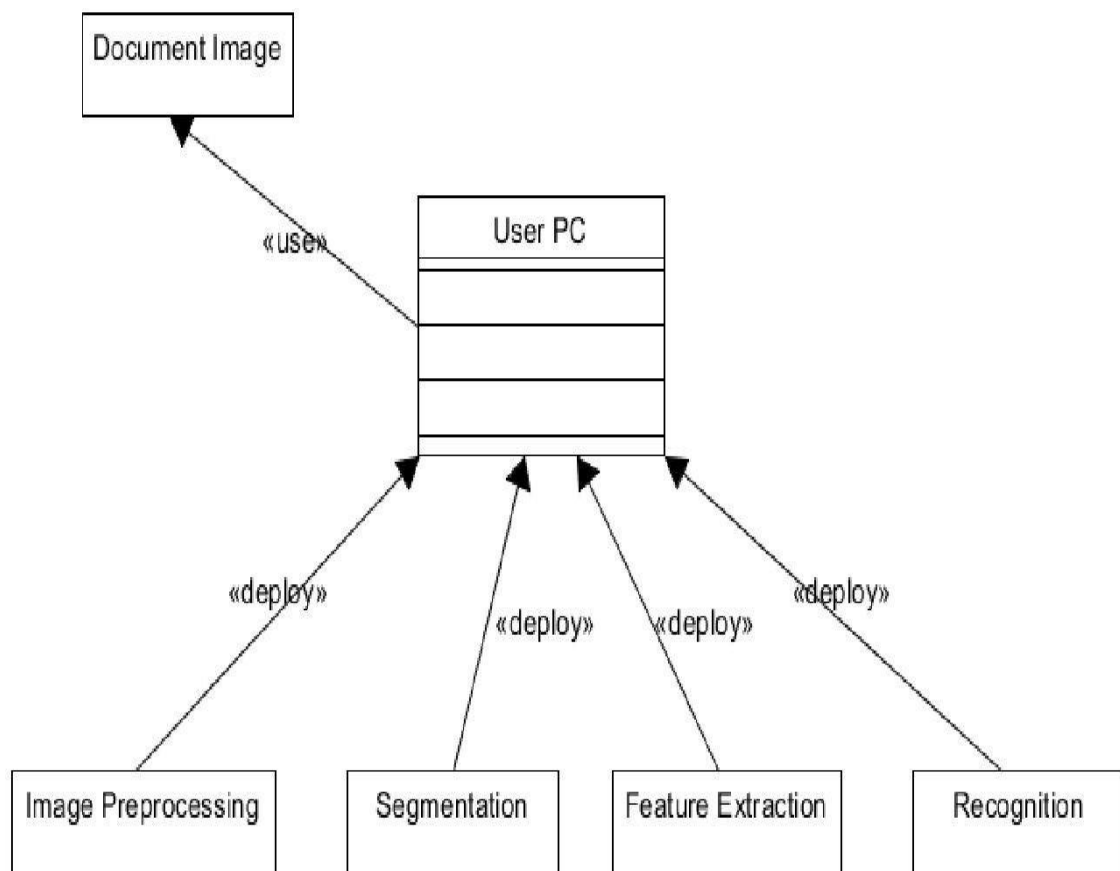 Document Image
User PC
«use»
«deploy»
«deploy»
«deploy»
«deploy»
Image Preprocessing
Segmentation
Feature Extraction
Recognition